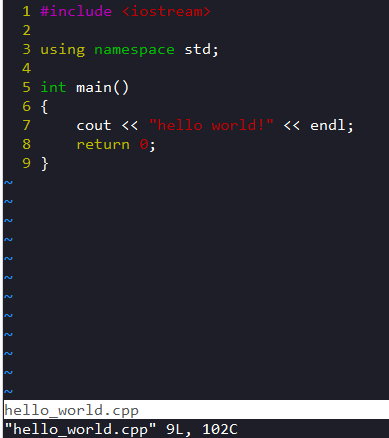 1 #include <iostream>
2
3 using namespace std;
4
5 int main()
6 {
7     cout << "hello world!" << endl;
8     return 0;
9 }
~
~
~
~
~
~
~
~
~
~
~
~
hello_world.cpp
"hello_world.cpp" 9L, 102C